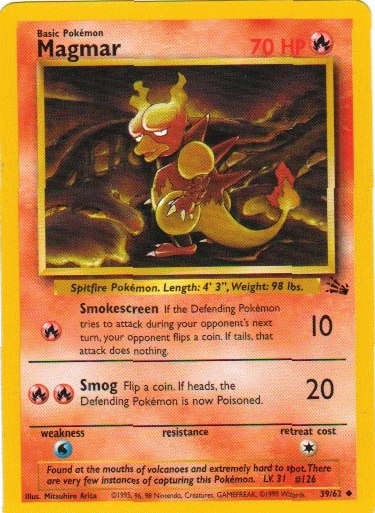 Basic Pokémon
Magmar 70 HP
Spitfire Pokémon. Length: 4' 3", Weight: 98 lbs.
Smokescreen If the Defending Pokémon
tries to attack during your opponent's next
turn, your opponent flips a coin. If tails, that
attack does nothing.
10
Smog Flip a coin. If heads, the
Defending Pokémon is now Poisoned.
20
weakness resistance retreat cost
Found at the mouths of volcanoes and extremely hard to spot. There
are very few instances of capturing this Pokémon. LV. 31 #126
Illus. Mitsuhiro Arita ©1995, 96, 98 Nintendo, Creatures, GAMEFREAK. ©1999 Wizards. 39/62